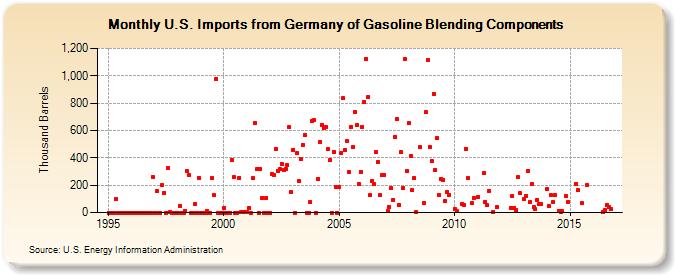 Monthly U.S. Imports from Germany of Gasoline Blending Components
Thousand Barrels
1,200
1,000
800
600
400
200
0
1995 2000 2005 2010 2015
Source: U.S. Energy Information Administration